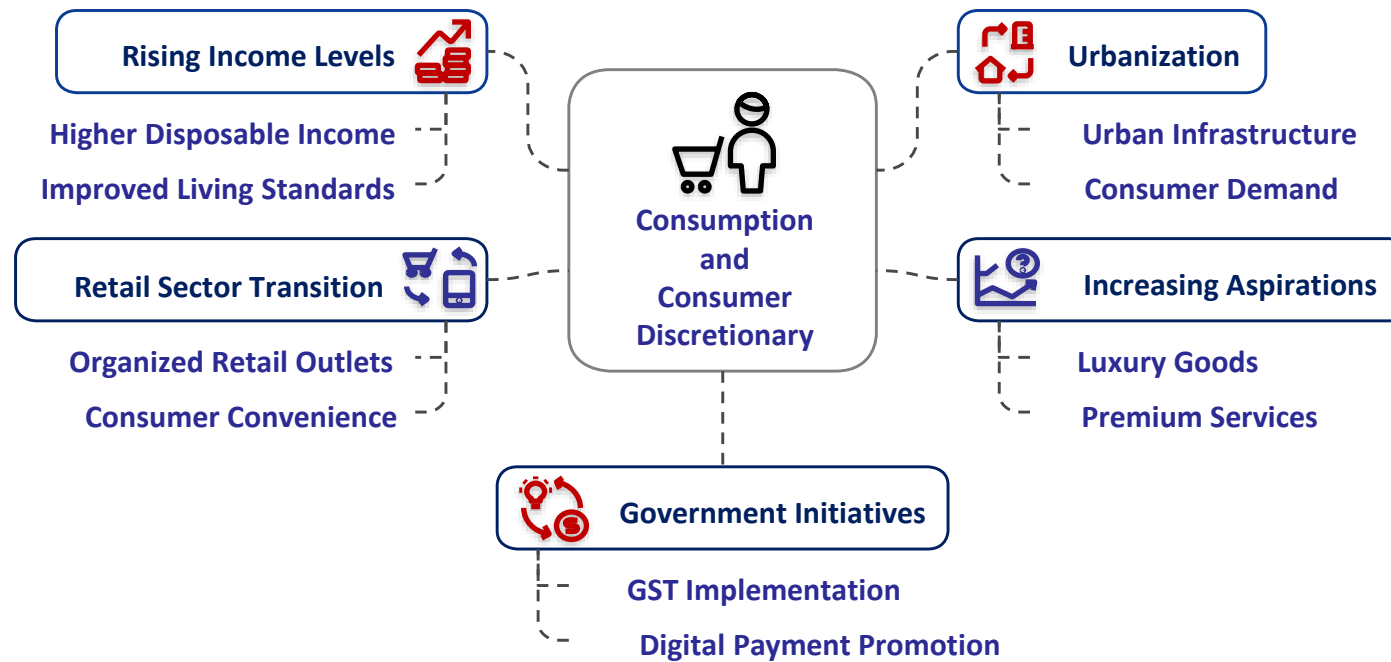 Rising Income Levels
Higher Disposable Income
Improved Living Standards
Retail Sector Transition
Organized Retail Outlets
Consumer Convenience
Consumption
and
Consumer
Discretionary
Urbanization
Urban Infrastructure
Consumer Demand
Increasing Aspirations
Luxury Goods
Premium Services
Government Initiatives
GST Implementation
Digital Payment Promotion